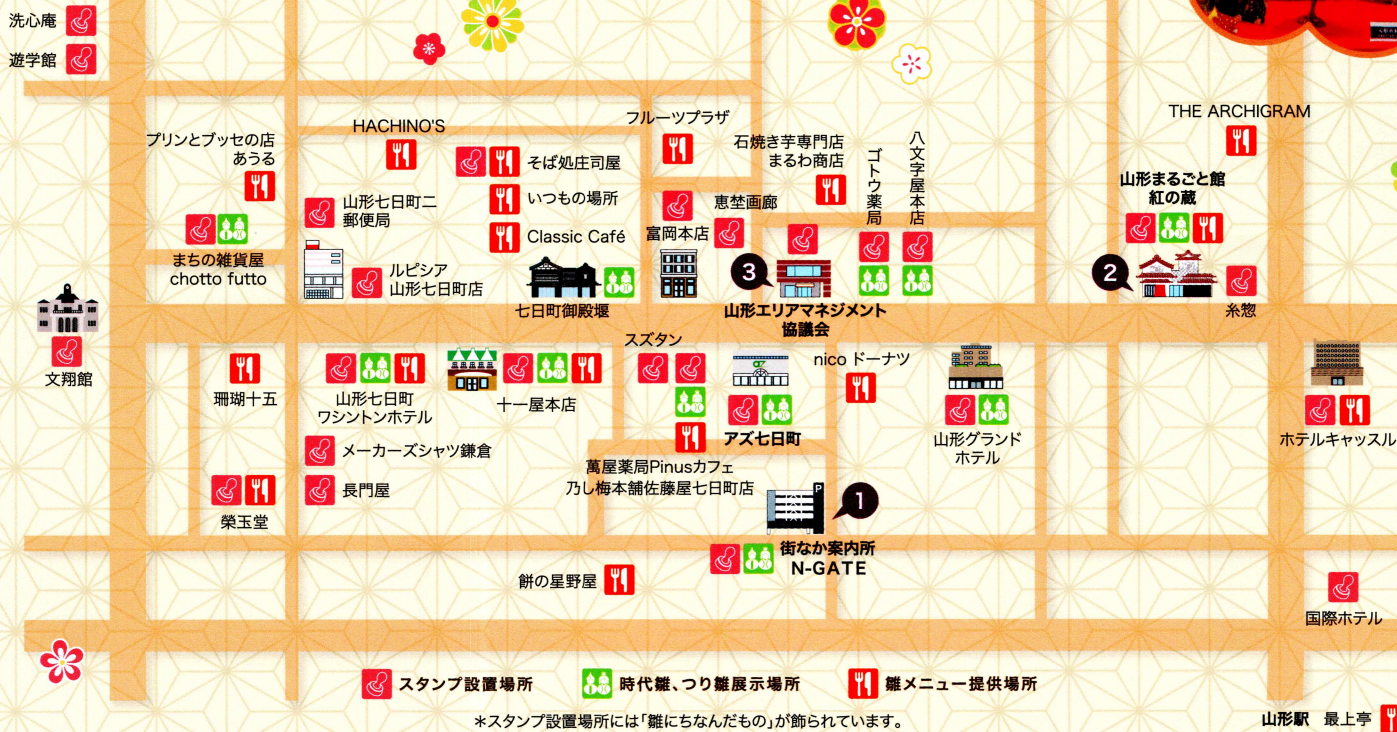 洗心庵
遊学館
プリンとブッセの店
あうる
HACHINO'S
フルーツプラザ
石焼き芋専門店
まるわ商店
ゴトウ薬局
八文字屋本店
THE ARCHIGRAM
そば処庄司屋
山形七日町二
郵便局
いつもの場所
Classic Café
恵埜画廊
富岡本店
山形まるごと館
紅の蔵
まちの雑貨屋
chotto futto
ルピシア
山形七日町店
七日町御殿堰
3
山形エリアマネジメント
協議会
2
糸惣
文翔館
珊瑚十五
山形七日町
ワシントンホテル
十一屋本店
スズタン
az
アズ七日町
nico ドーナツ
山形グランド
ホテル
ホテルキャッスル
メーカーズシャツ鎌倉
長門屋
榮玉堂
萬屋薬局Pinusカフェ
乃し梅本舗佐藤屋七日町店
P
1
街なか案内所
N-GATE
餅の星野屋
国際ホテル
スタンプ設置場所
時代雛、つり雛展示場所
雛メニュー提供場所
＊スタンプ設置場所には「雛にちなんだもの」が飾られています。
山形駅 最上亭